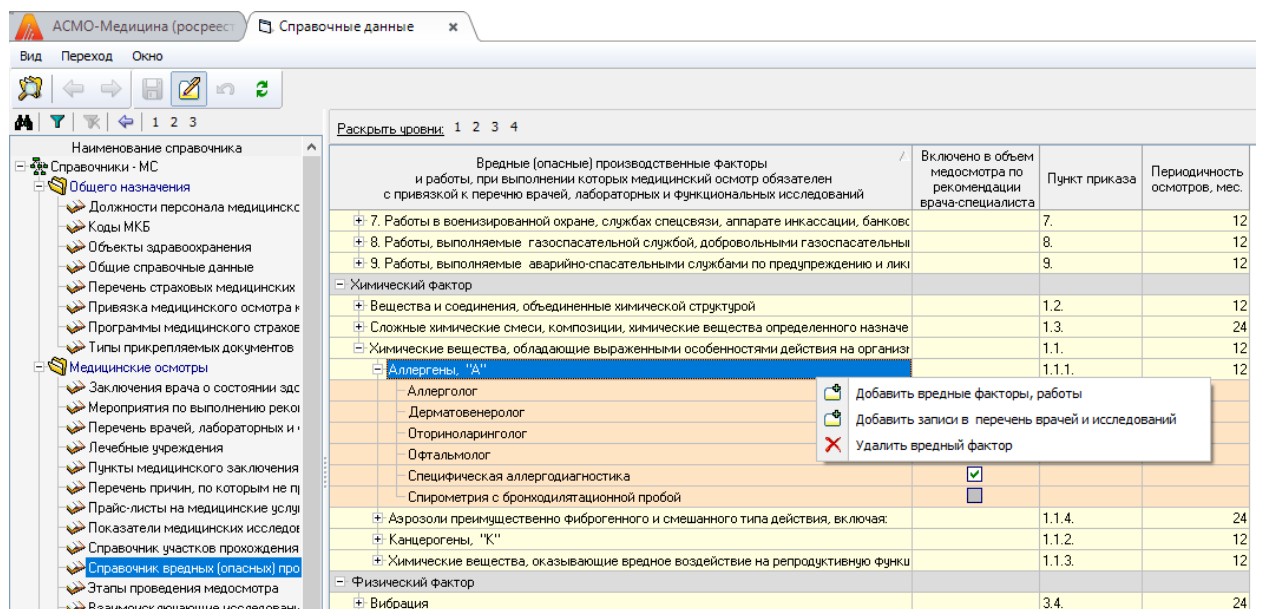 АСМО-Медицина (росреест
Справочные данные
Вид Переход Окно
1 2 3
Наименование справочника
Справочники - МС
Общего назначения
Должности персонала медицинскс
Коды МКБ
Объекты здравоохранения
Общие справочные данные
Перечень страховых медицинских
Привязка медицинского осмотра к
Программы медицинского страхов
Типы прикрепляемых документов
Медицинские осмотры
Заключения врача о состоянии здс
Мероприятия по выполнению реко
Перечень врачей, лабораторных и
Лечебные учреждения
Пункты медицинского заключения
Перечень причин, по которым не п
Прайс-листы на медицинские услу
Показатели медицинских исследов
Справочник участков прохождения
Справочник вредных (опасных) про
Этапы проведения медосмотра
Взаимоисключающие исследован
Раскрыть уровни: 1 2 3 4
Вредные (опасные) производственные факторы
и работы, при выполнении которых медицинский осмотр обязателен
с привязкой к перечню врачей, лабораторных и функциональных исследований
Включено в объем
медосмотра по
рекомендации
врача-специалиста
Пункт приказа
Периодичность
осмотров, мес.
7. Работы в военизированной охране, службах спецсвязи, аппарате инкассации, банковс 7. 12
8. Работы, выполняемые газоспасательной службой, добровольными газоспасательны 8. 12
9. Работы, выполняемые аварийно-спасательными службами по предупреждению и лик 9. 12
Химический фактор
Вещества и соединения, объединенные химической структурой 1.2. 12
Сложные химические смеси, композиции, химические вещества определенного назначе 1.3. 24
Химические вещества, обладающие выраженными особенностями действия на организм 1.1. 12
Аллергены, "А" 1.1.1. 12
Аллерголог
Дерматовенеролог
Оториноларинголог
Офтальмолог
Специфическая аллергодиагностика
Спирометрия с бронходилятационной пробой
Добавить вредные факторы, работы
Добавить записи в перечень врачей и исследований
Удалить вредный фактор
Аэрозоли преимущественно фиброгенного и смешанного типа действия, включая: 1.1.4. 24
Канцерогены, "К" 1.1.2. 12
Химические вещества, оказывающие вредное воздействие на репродуктивную функц 1.1.3. 12
Физический фактор
Вибрация 3.4. 24